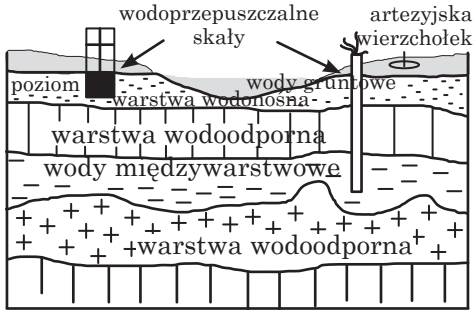 wodoprzepuszczalne
skały
artezyjska
wierzchołek
poziom
wody gruntowe
warstwa wodonośna
warstwa wodoodporna
wody międzywarstwowe
warstwa wodoodporna